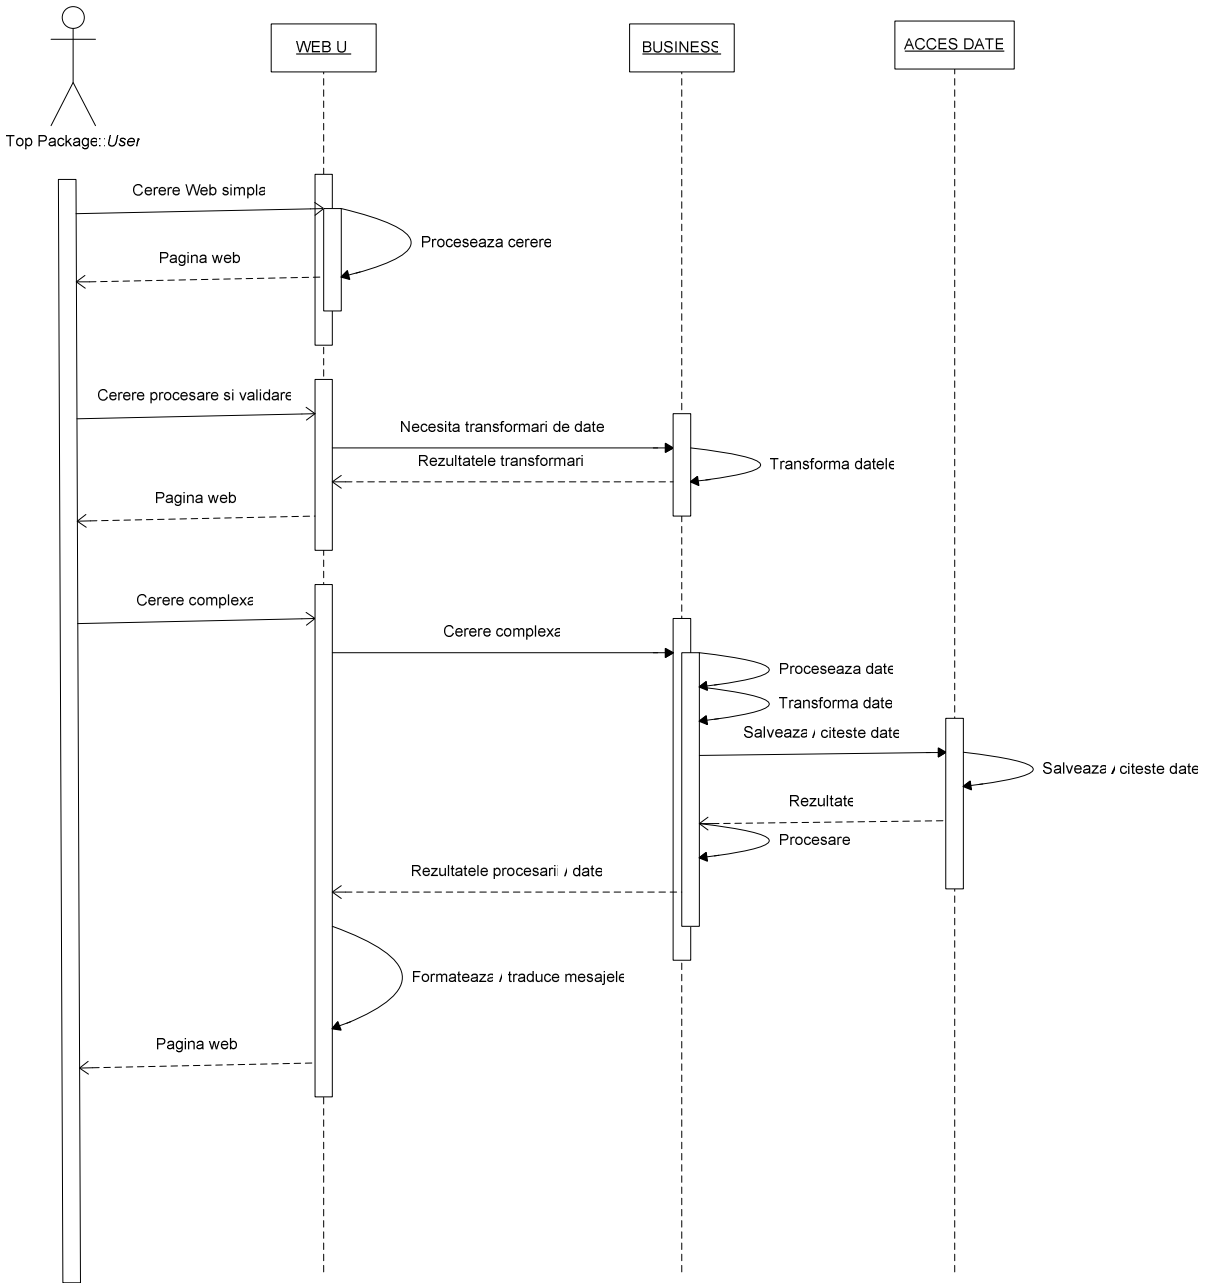 WEB U
BUSINESS
ACCES DATE
Top Package::User
Cerere Web simpla
Proceseaza cerere
Pagina web
Cerere procesare si validare
Necesita transformari de date
Rezultatele transformari
Transforma datele
Pagina web
Cerere complexa
Cerere complexa
Proceseaza date
Transforma date
Salveaza / citeste date
Salveaza / citeste date
Rezultate
Procesare
Rezultatele procesarii / date
Formateaza / traduce mesajele
Pagina web